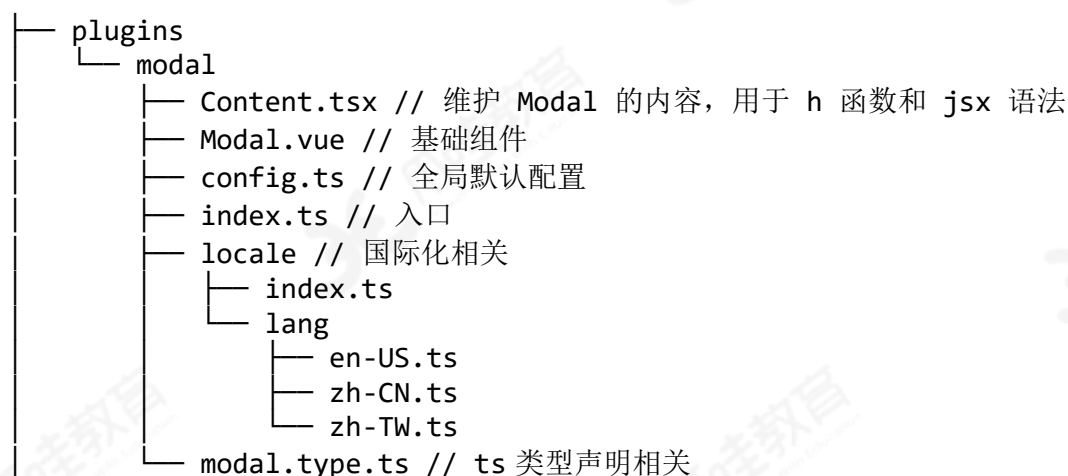 ├── plugins
│   └── modal
│       ├── Content.tsx // 维护 Modal 的内容，用于 h 函数和 jsx 语法
│       ├── Modal.vue // 基础组件
│       ├── config.ts // 全局默认配置
│       ├── index.ts // 入口
│       ├── locale // 国际化相关
│       │   ├── index.ts
│       │   └── lang
│       │       ├── en-US.ts
│       │       ├── zh-CN.ts
│       │       └── zh-TW.ts
│       └── modal.type.ts // ts 类型声明相关